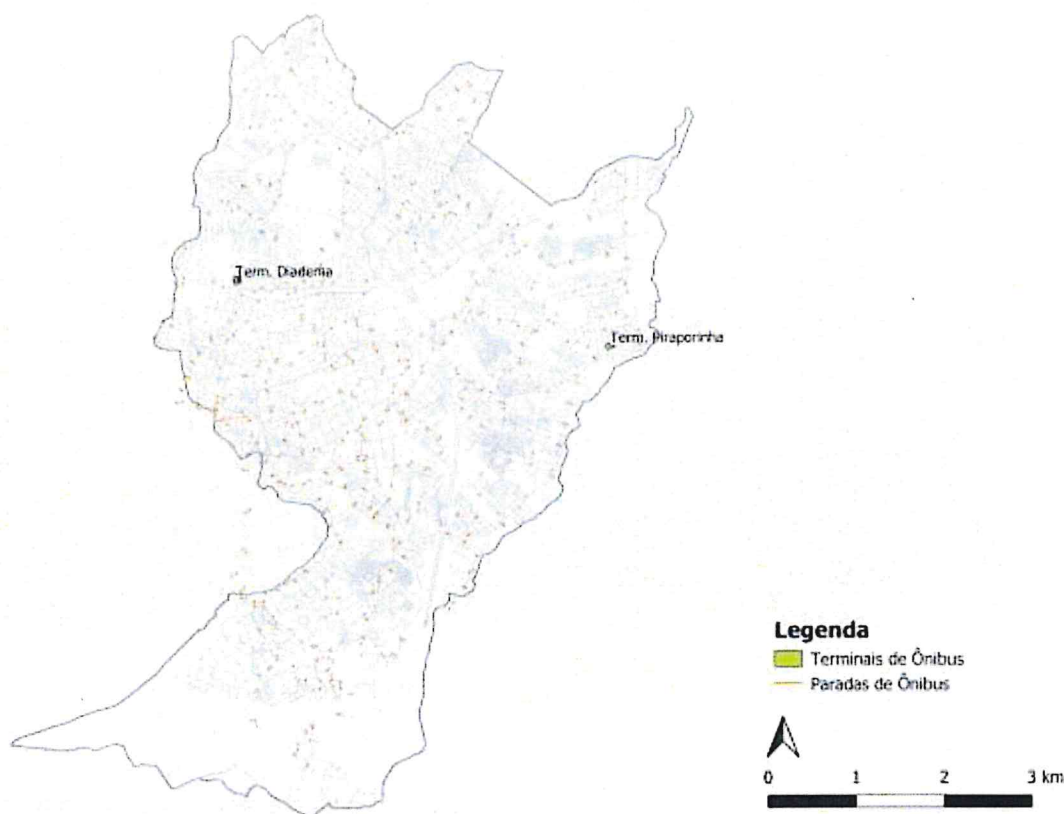 Term. Diadema
Term. Piraporinha
Legenda
Terminais de Ônibus
Paradas de Ônibus
0 1 2 3 km